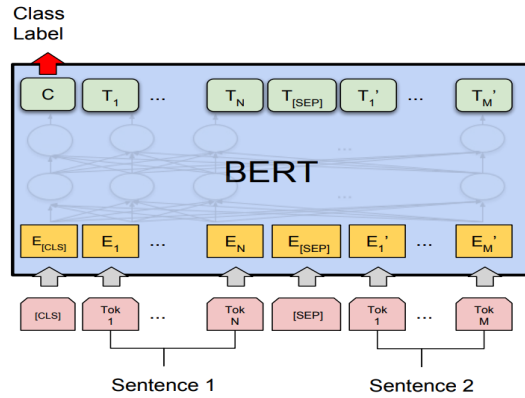 Class
Label
C T1 ... TN T[SEP] T1' ... TM'
...
BERT
...
E[CLS] E1 ... EN E[SEP] E1' ... EM'
[CLS] Tok 1 ... Tok N [SEP] Tok 1 ... Tok M
Sentence 1 Sentence 2